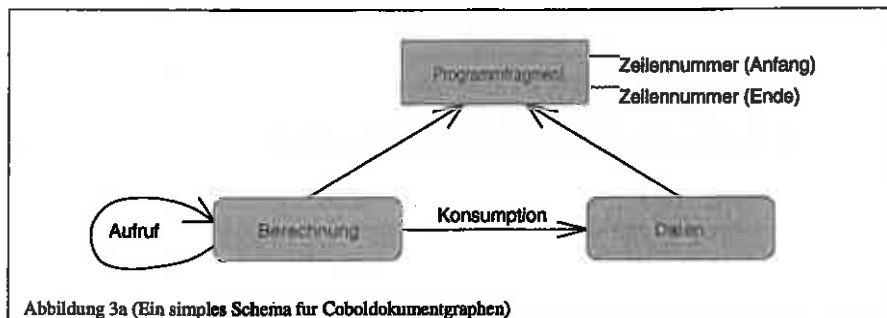 Programmfragment
Zeilennummer (Anfang)
Zeilennummer (Ende)
Aufruf
Berechnung
Konsumption
Daten
Abbildung 3a (Ein simples Schema fur Coboldokumentgraphen)